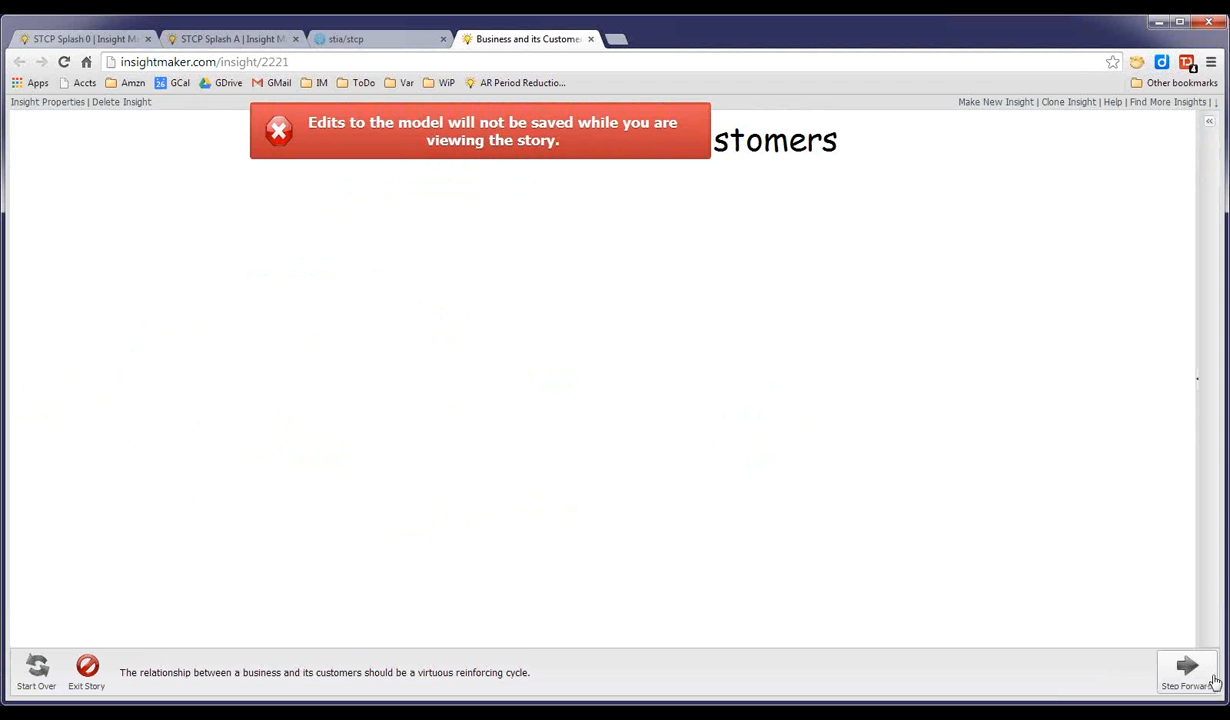 STCP Splash 0 | Insight M
STCP Splash A | Insight M
stia/stcp
Business and its Custome
insightmaker.com/insight/2221
Apps
Accts
Amzn
26
GCal
GDrive
GMail
IM
ToDo
Var
WiP
AR Period Reductio...
Other bookmarks
4
Insight Properties | Delete Insight
Make New Insight | Clone Insight | Help | Find More Insights |
Edits to the model will not be saved while you are
viewing the story.
stomers
Start Over
Exit Story
The relationship between a business and its customers should be a virtuous reinforcing cycle.
Step Forward